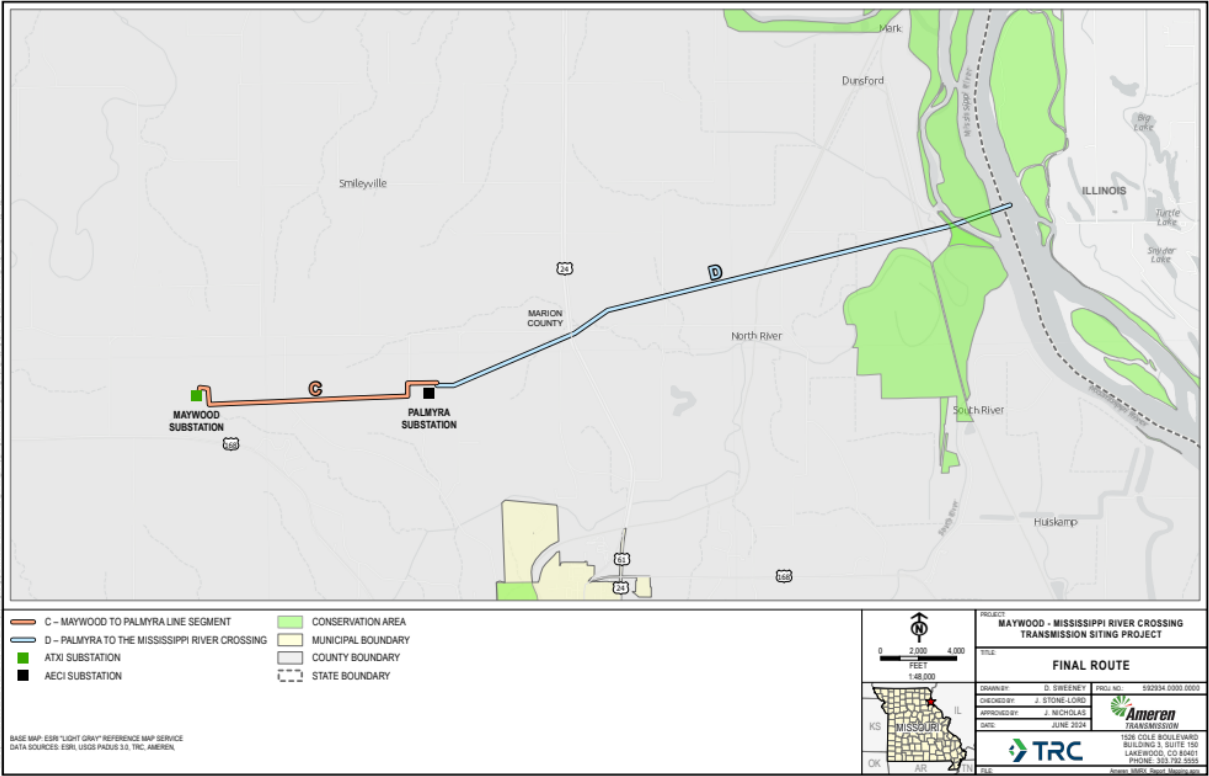 Mark
Dunsford
Mississippi River
Big
Lake
Smileyville
ILLINOIS
Turtle
Lake
Snyder
Lake
24
D
MARION
COUNTY
North River
C
MAYWOOD
SUBSTATION
PALMYRA
SUBSTATION
South River
Mississippi River
168
South River
Huiskamp
61
24
168
C – MAYWOOD TO PALMYRA LINE SEGMENT
D – PALMYRA TO THE MISSISSIPPI RIVER CROSSING
ATXI SUBSTATION
AECI SUBSTATION
CONSERVATION AREA
MUNICIPAL BOUNDARY
COUNTY BOUNDARY
STATE BOUNDARY
BASE MAP: ESRI "LIGHT GRAY" REFERENCE MAP SERVICE
DATA SOURCES: ESRI, USGS PADUS 3.0, TRC, AMEREN,
N
0 2,000 4,000
FEET
1:48,000
KS
MISSOURI
IL
OK
AR
TN
PROJECT:
MAYWOOD - MISSISSIPPI RIVER CROSSING
TRANSMISSION SITING PROJECT
TITLE:
FINAL ROUTE
DRAWN BY: D. SWEENEY
PROJ. NO.: 592934.0000.0000
CHECKED BY: J. STONE-LORD
APPROVED BY: J. NICHOLAS
DATE: JUNE 2024
Ameren
TRANSMISSION
TRC
1526 COLE BOULEVARD
BUILDING 3, SUITE 150
LAKEWOOD, CO 80401
PHONE: 303.792.5555
FILE: